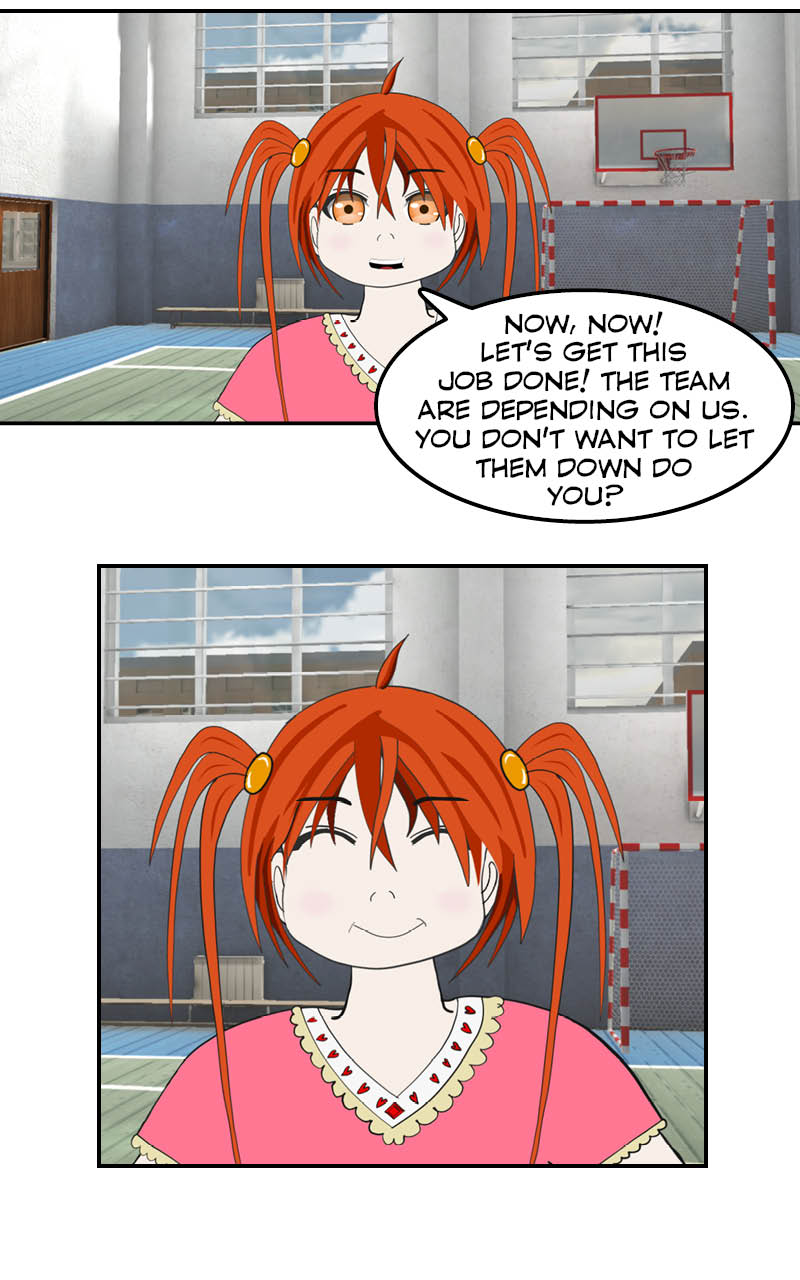 NOW, NOW!
LET'S GET THIS
JOB DONE! THE TEAM
ARE DEPENDING ON US.
YOU DON'T WANT TO LET
THEM DOWN DO
YOU?